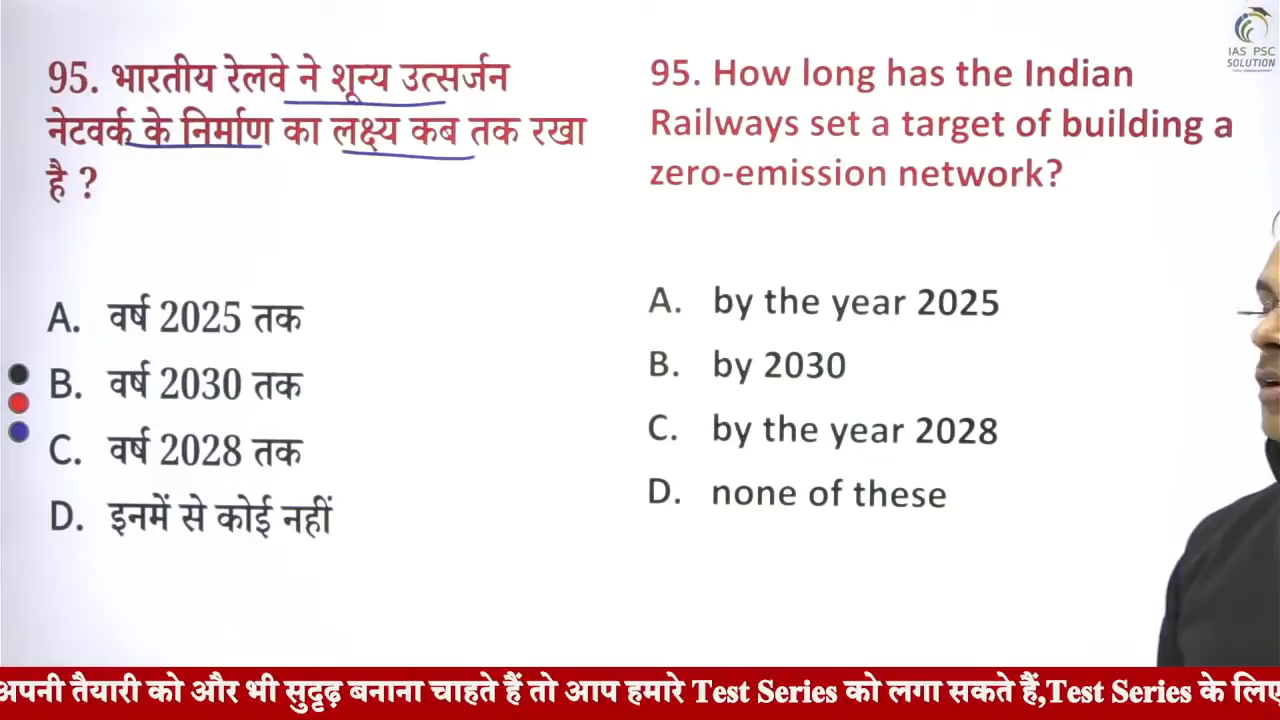 95. भारतीय रेलवे ने शून्य उत्सर्जन
नेटवर्क के निर्माण का लक्ष्य कब तक रखा
है ?
A. वर्ष 2025 तक
B. वर्ष 2030 तक
C. वर्ष 2028 तक
D. इनमें से कोई नहीं
95. How long has the Indian
Railways set a target of building a
zero-emission network?
A. by the year 2025
B. by 2030
C. by the year 2028
D. none of these
IAS PSC
SOLUTION
अपनी तैयारी को और भी सुदृढ़ बनाना चाहते हैं तो आप हमारे Test Series को लगा सकते हैं,Test Series के लिए